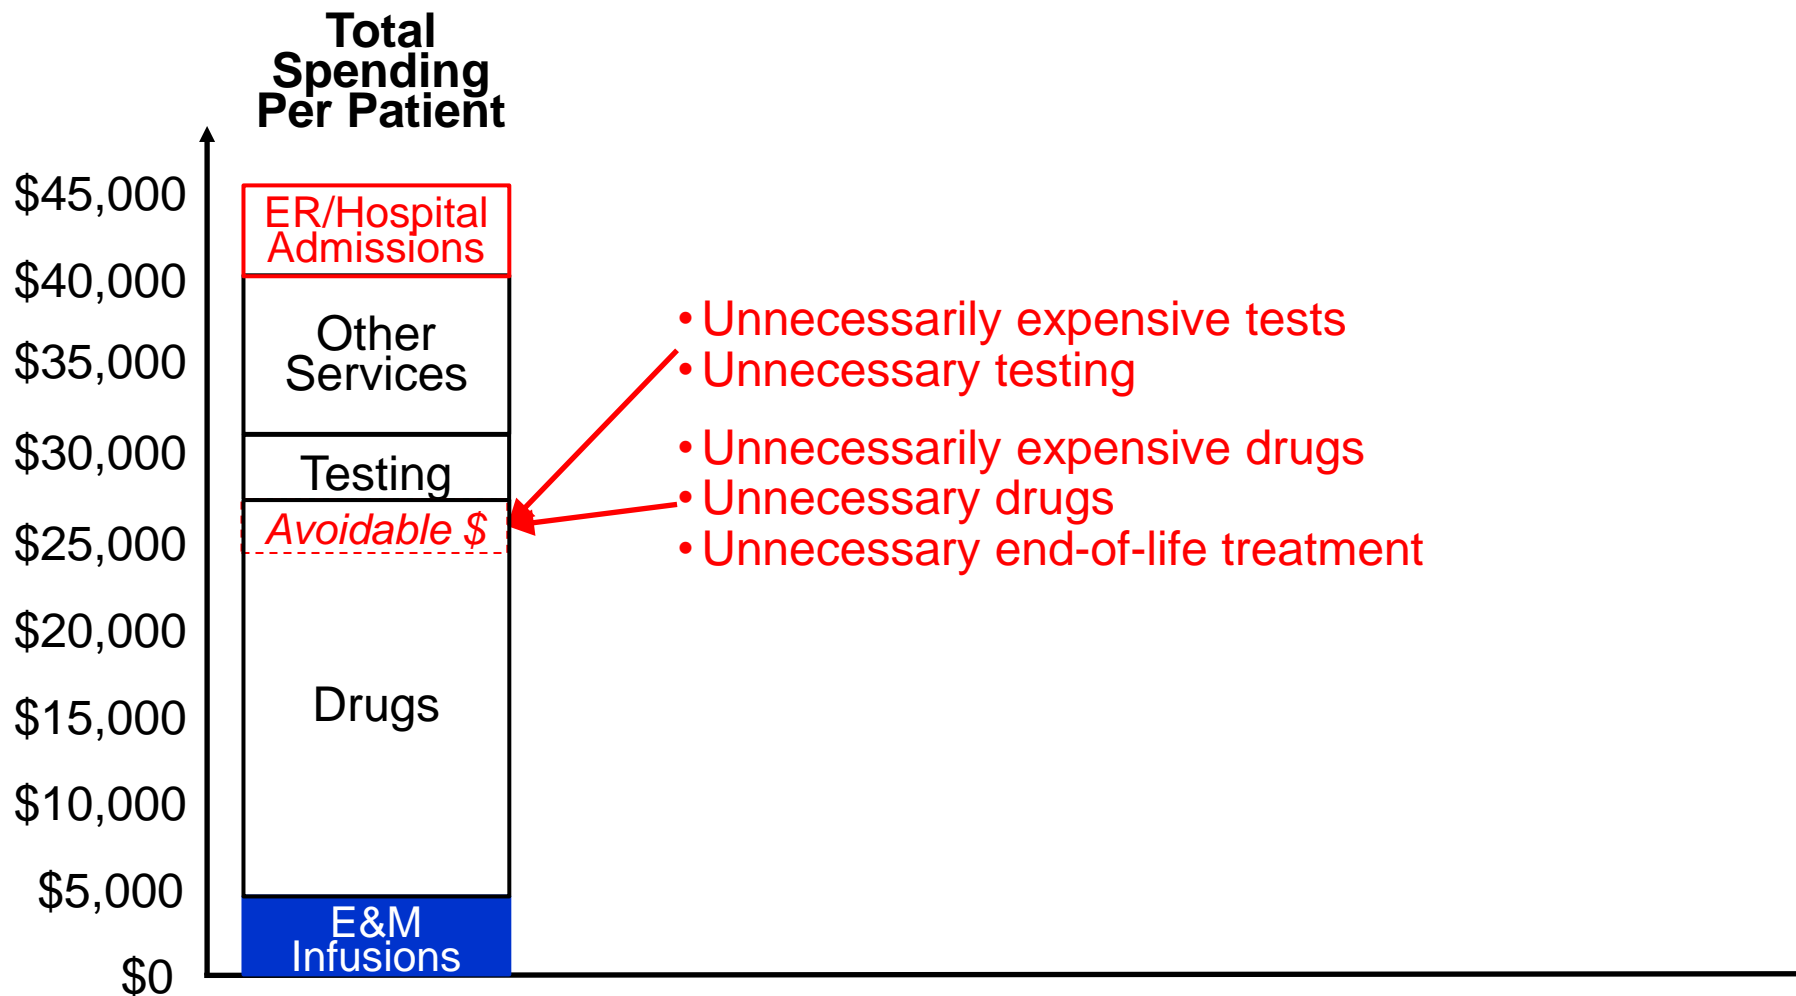 Total
Spending
Per Patient
$45,000
ER/Hospital
Admissions
$40,000
Other
Services
$35,000
• Unnecessarily expensive tests
• Unnecessary testing
$30,000
Testing
• Unnecessarily expensive drugs
• Unnecessary drugs
• Unnecessary end-of-life treatment
Avoidable $
$25,000
$20,000
Drugs
$15,000
$10,000
$5,000
E&M
Infusions
$0